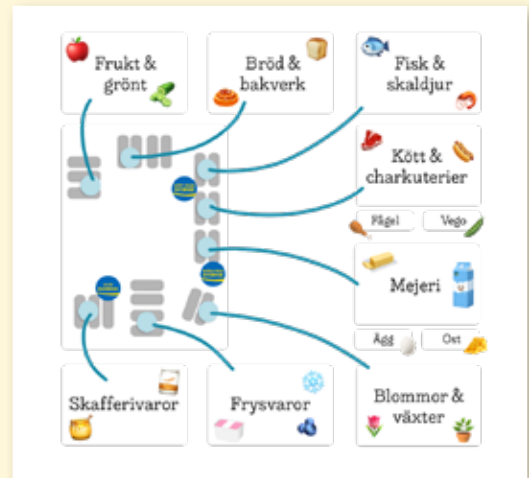 Frukt &
grönt
Bröd &
bakverk
Fisk &
skaldjur
Kött &
charkuterier
Fågel
Vego
Mejeri
Ägg
Ost
Skafferivaror
Frysvaror
Blommor &
växter